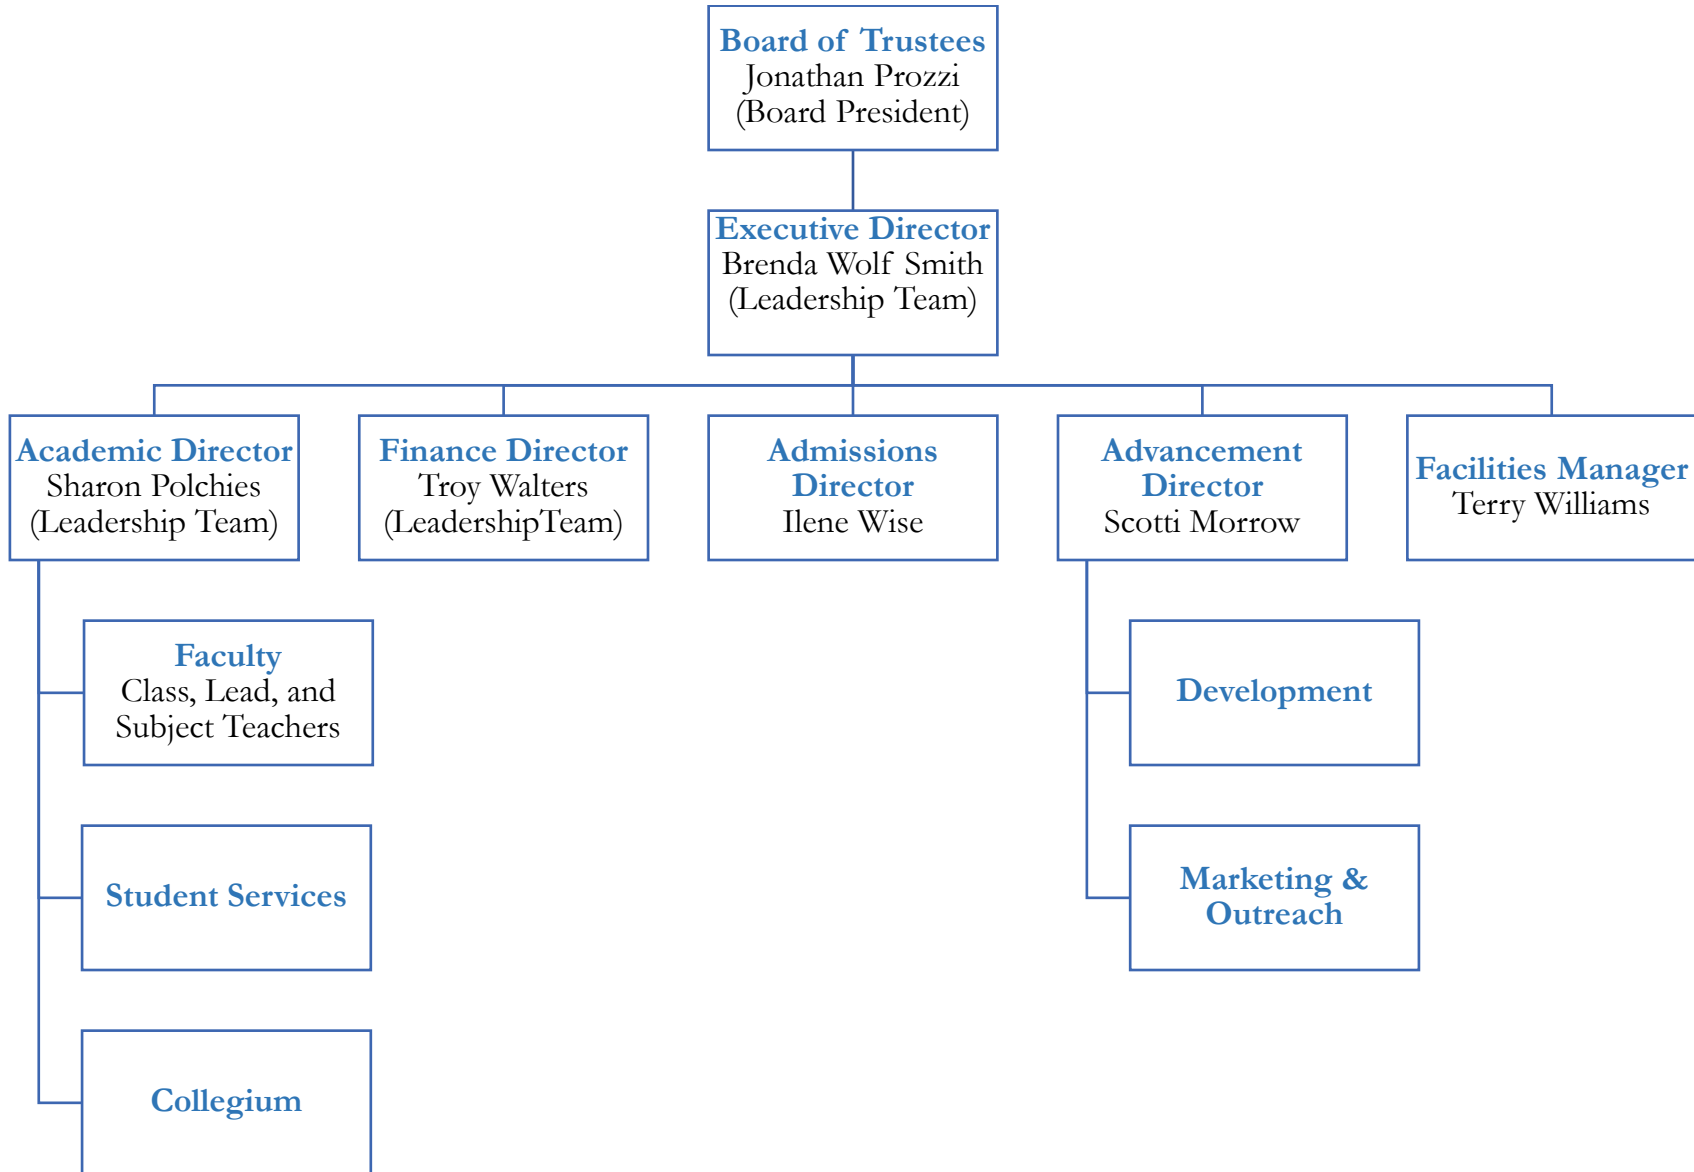 Board of Trustees
Jonathan Prozzi
(Board President)
Executive Director
Brenda Wolf Smith
(Leadership Team)
Academic Director
Sharon Polchies
(Leadership Team)
Finance Director
Troy Walters
(LeadershipTeam)
Admissions
Director
Ilene Wise
Advancement
Director
Scotti Morrow
Facilities Manager
Terry Williams
Faculty
Class, Lead, and
Subject Teachers
Student Services
Collegium
Development
Marketing &
Outreach